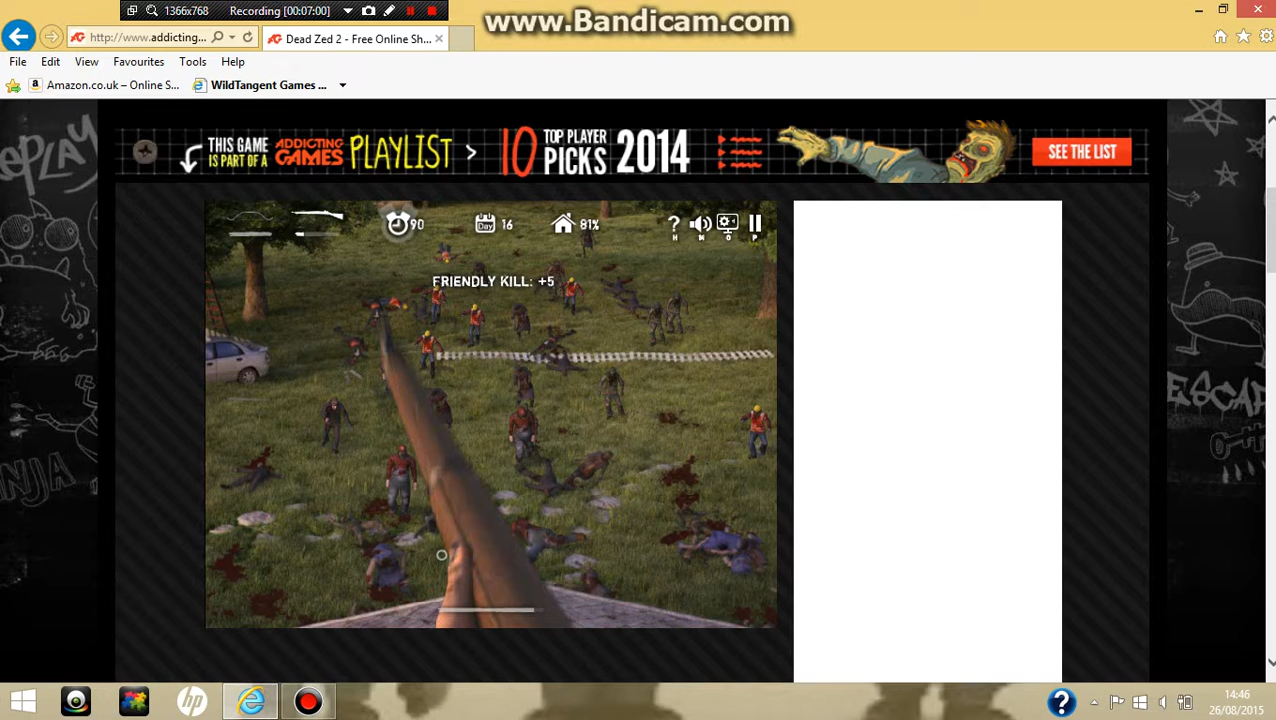 1366x768 Recording [00:07:00]
www.Bandicam.com
http://www.addicting...
Dead Zed 2 - Free Online Sh...
File Edit View Favourites Tools Help
Amazon.co.uk – Online S...
WildTangent Games ...
THIS GAME
IS PART OF A
ADDICTING
GAMES
PLAYLIST
10
TOP PLAYER
PICKS
2014
SEE THE LIST
90
Day
16
81%
?
H M O P
FRIENDLY KILL: +5
hp
14:46
26/08/2015